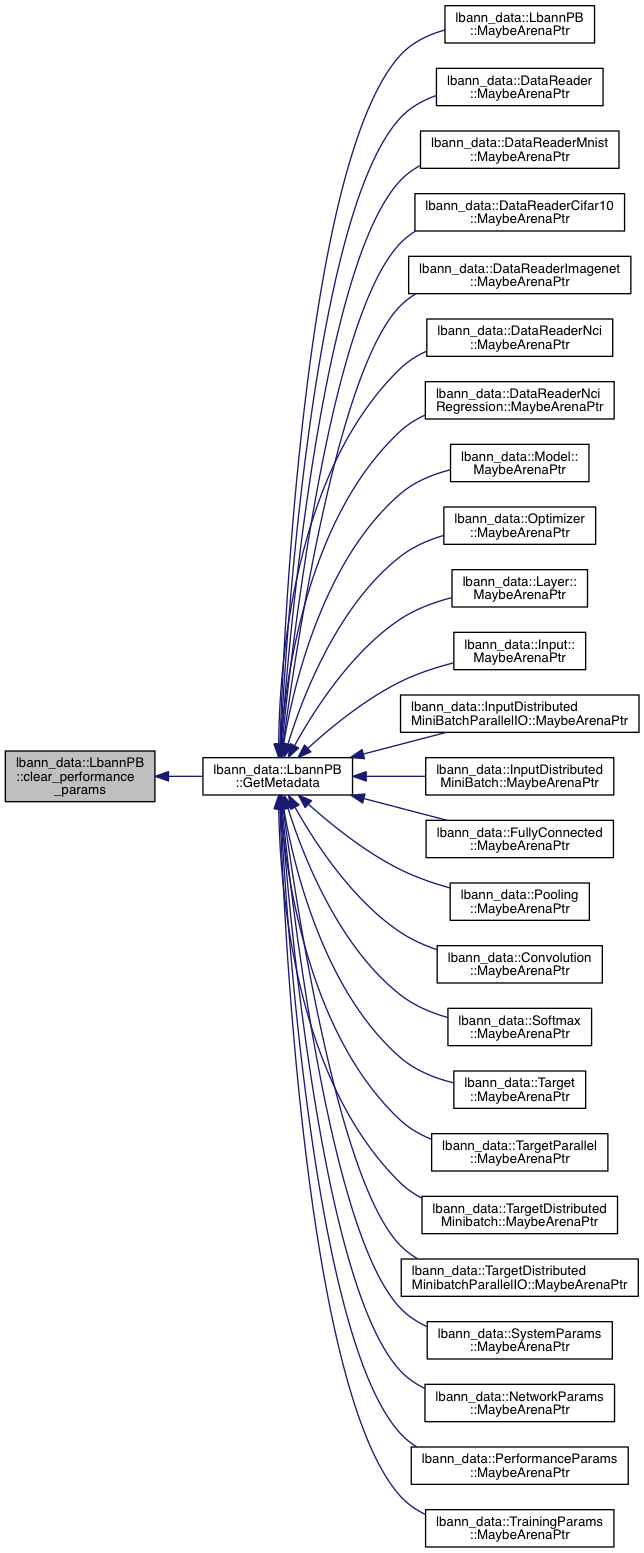 lbann_data::LbannPB
::MaybeArenaPtr
lbann_data::DataReader
::MaybeArenaPtr
lbann_data::DataReaderMnist
::MaybeArenaPtr
lbann_data::DataReaderCifar10
::MaybeArenaPtr
lbann_data::DataReaderImagenet
::MaybeArenaPtr
lbann_data::DataReaderNci
::MaybeArenaPtr
lbann_data::DataReaderNci
Regression::MaybeArenaPtr
lbann_data::Model::
MaybeArenaPtr
lbann_data::Optimizer
::MaybeArenaPtr
lbann_data::Layer::
MaybeArenaPtr
lbann_data::Input::
MaybeArenaPtr
lbann_data::InputDistributed
MiniBatchParallelIO::MaybeArenaPtr
lbann_data::LbannPB
::clear_performance
_params
lbann_data::LbannPB
::GetMetadata
lbann_data::InputDistributed
MiniBatch::MaybeArenaPtr
lbann_data::FullyConnected
::MaybeArenaPtr
lbann_data::Pooling
::MaybeArenaPtr
lbann_data::Convolution
::MaybeArenaPtr
lbann_data::Softmax
::MaybeArenaPtr
lbann_data::Target
::MaybeArenaPtr
lbann_data::TargetParallel
::MaybeArenaPtr
lbann_data::TargetDistributed
Minibatch::MaybeArenaPtr
lbann_data::TargetDistributed
MinibatchParallelIO::MaybeArenaPtr
lbann_data::SystemParams
::MaybeArenaPtr
lbann_data::NetworkParams
::MaybeArenaPtr
lbann_data::PerformanceParams
::MaybeArenaPtr
lbann_data::TrainingParams
::MaybeArenaPtr